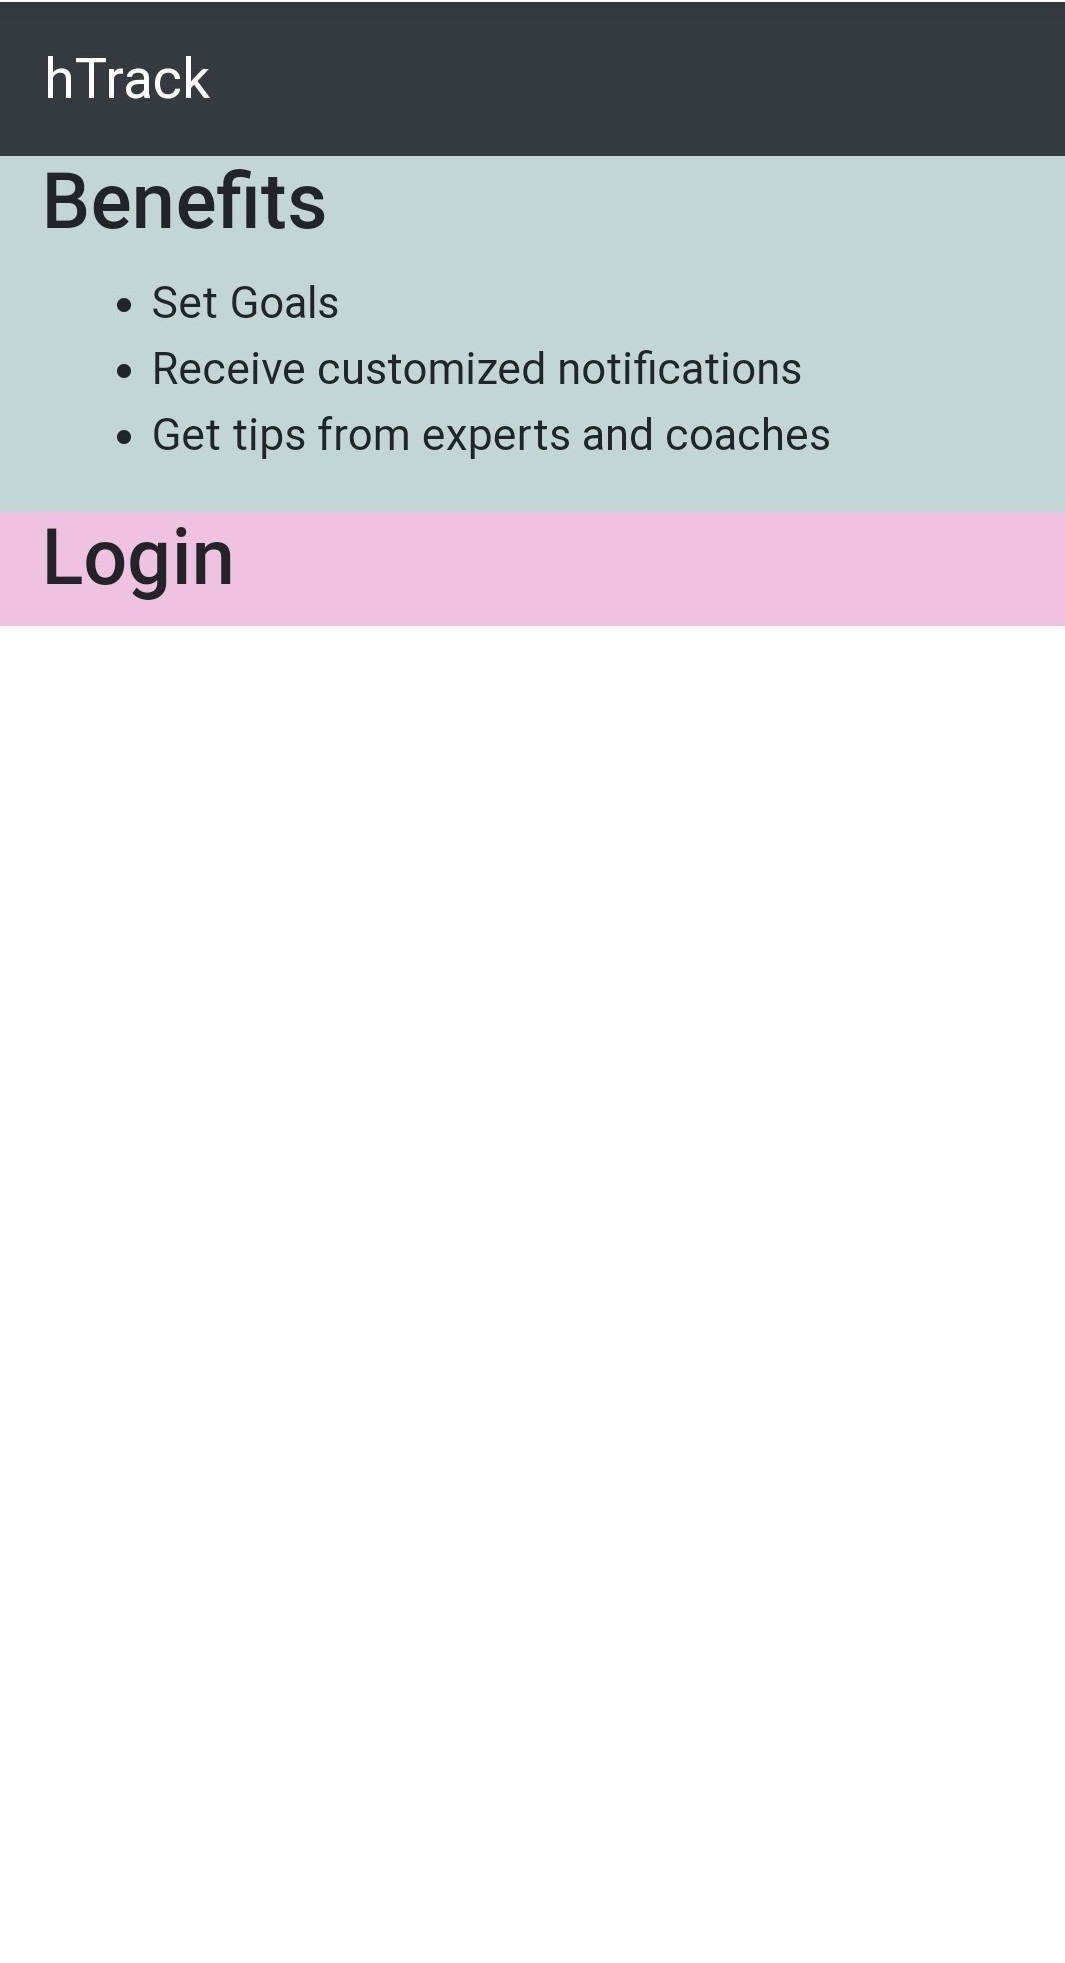 hTrack
Benefits
Set Goals
Receive customized notifications
Get tips from experts and coaches
Login